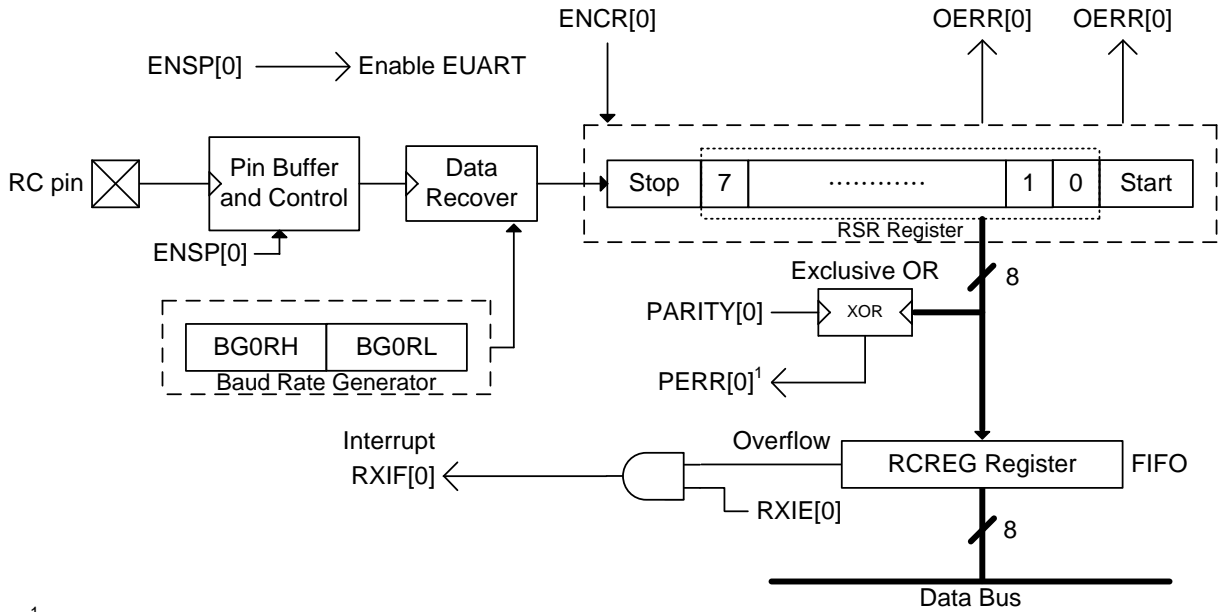 ENCR[0] OERR[0] OERR[0]
ENSP[0] Enable EUART
RC pin
Pin Buffer
and Control
Data
Recover
Stop 7 ............ 1 0 Start
RSR Register
ENSP[0]
Exclusive OR
8
PARITY[0] XOR
BG0RH BG0RL
Baud Rate Generator
PERR[0]1
Interrupt
RXIF[0]
Overflow
RCREG Register FIFO
RXIE[0]
8
Data Bus
1